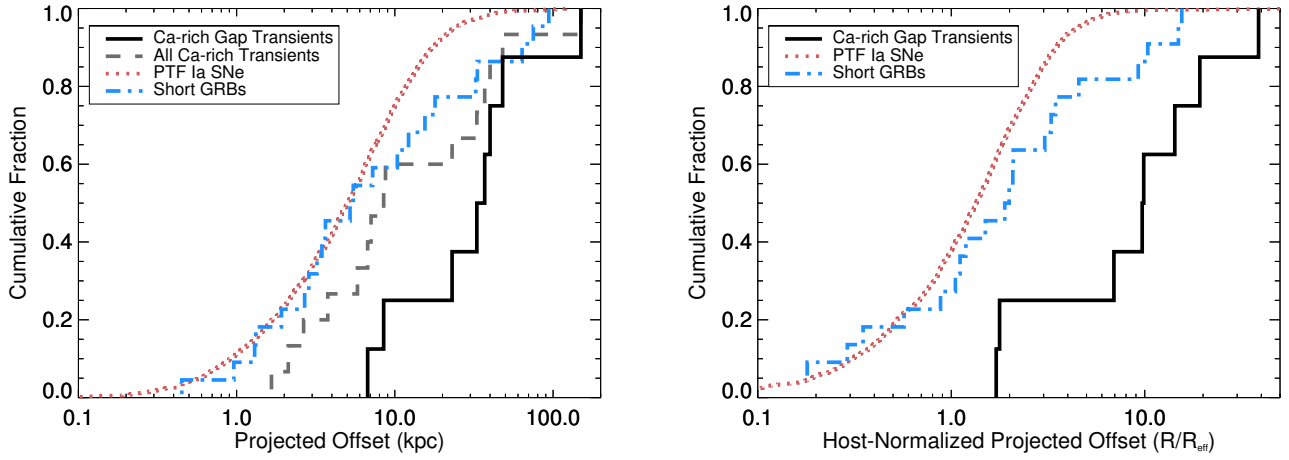 1.0
0.8
0.6
0.4
0.2
0.0
Cumulative Fraction
Ca-rich Gap Transients
All Ca-rich Transients
PTF Ia SNe
Short GRBs
0.1
1.0
10.0
100.0
Projected Offset (kpc)
1.0
0.8
0.6
0.4
0.2
0.0
Cumulative Fraction
Ca-rich Gap Transients
PTF Ia SNe
Short GRBs
0.1
1.0
10.0
Host-Normalized Projected Offset (R/Reff)